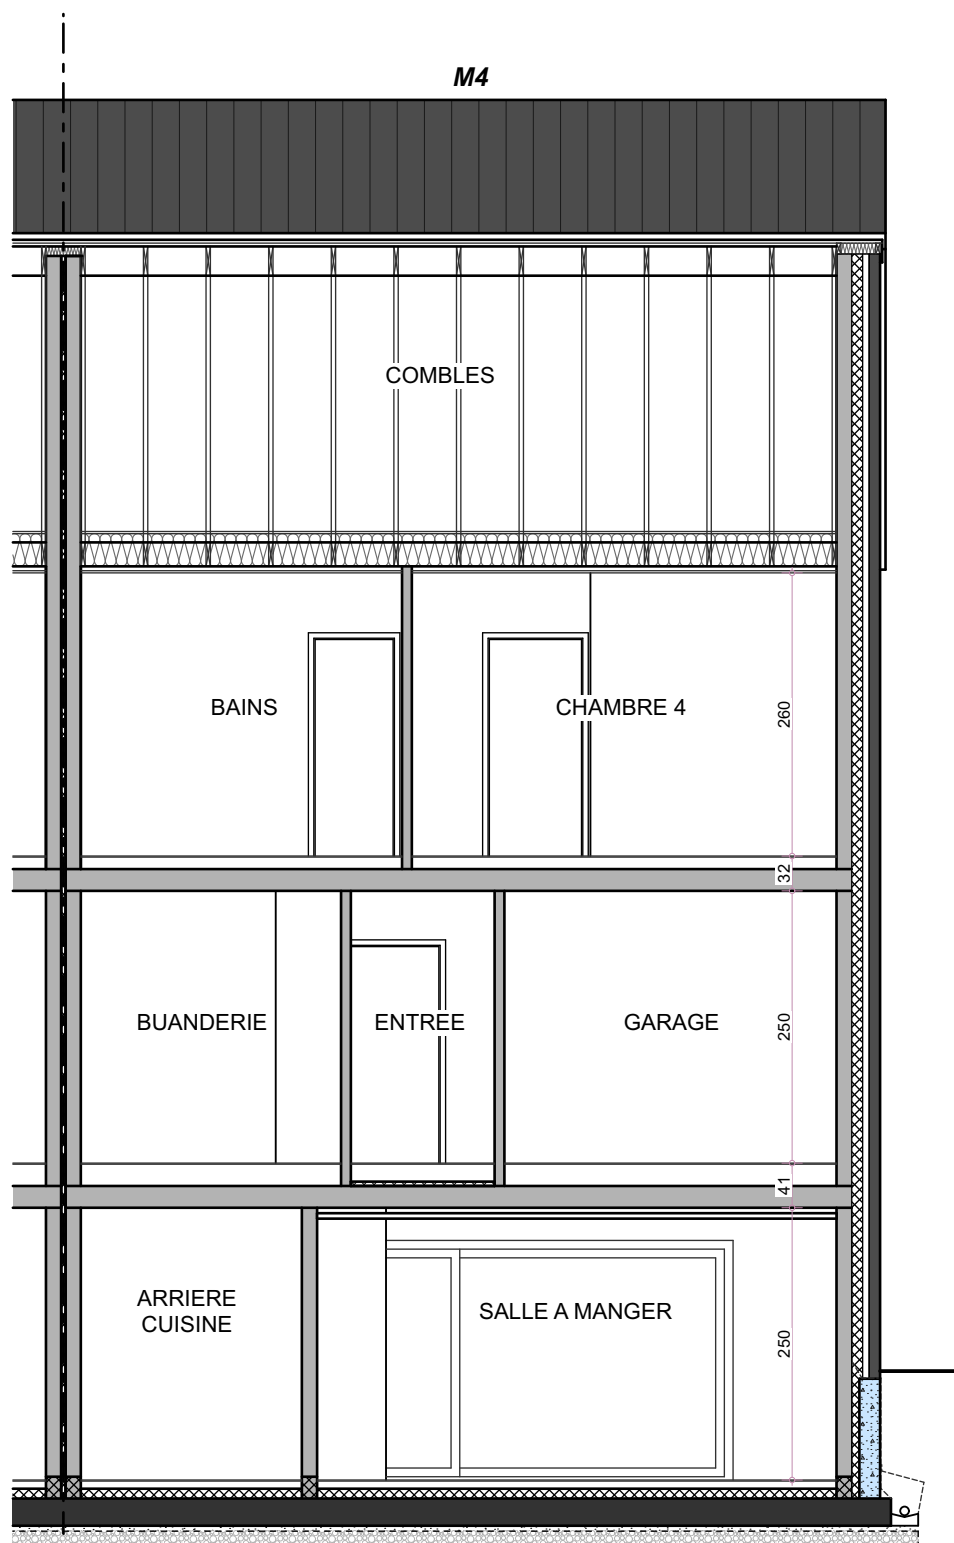 M4
COMBLES
BAINS
CHAMBRE 4
260
32
BUANDERIE
ENTREE
GARAGE
250
41
ARRIERE
CUISINE
SALLE A MANGER
250